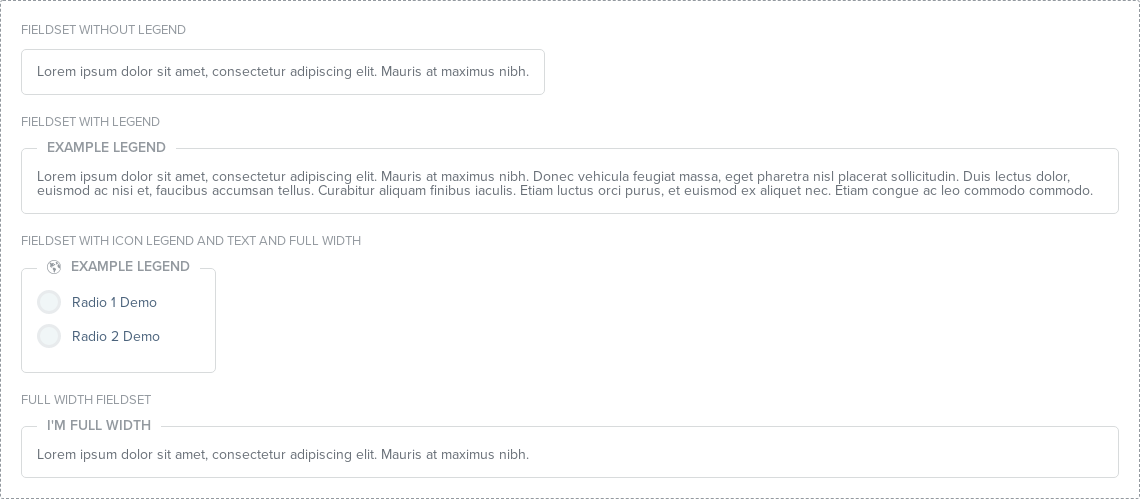 FIELDSET WITHOUT LEGEND
Lorem ipsum dolor sit amet, consectetur adipiscing elit. Mauris at maximus nibh.
FIELDSET WITH LEGEND
EXAMPLE LEGEND
Lorem ipsum dolor sit amet, consectetur adipiscing elit. Mauris at maximus nibh. Donec vehicula feugiat massa, eget pharetra nisl placerat sollicitudin. Duis lectus dolor,
euismod ac nisi et, faucibus accumsan tellus. Curabitur aliquam finibus iaculis. Etiam luctus orci purus, et euismod ex aliquet nec. Etiam congue ac leo commodo commodo.
FIELDSET WITH ICON LEGEND AND TEXT AND FULL WIDTH
EXAMPLE LEGEND
Radio 1 Demo
Radio 2 Demo
FULL WIDTH FIELDSET
I'M FULL WIDTH
Lorem ipsum dolor sit amet, consectetur adipiscing elit. Mauris at maximus nibh.